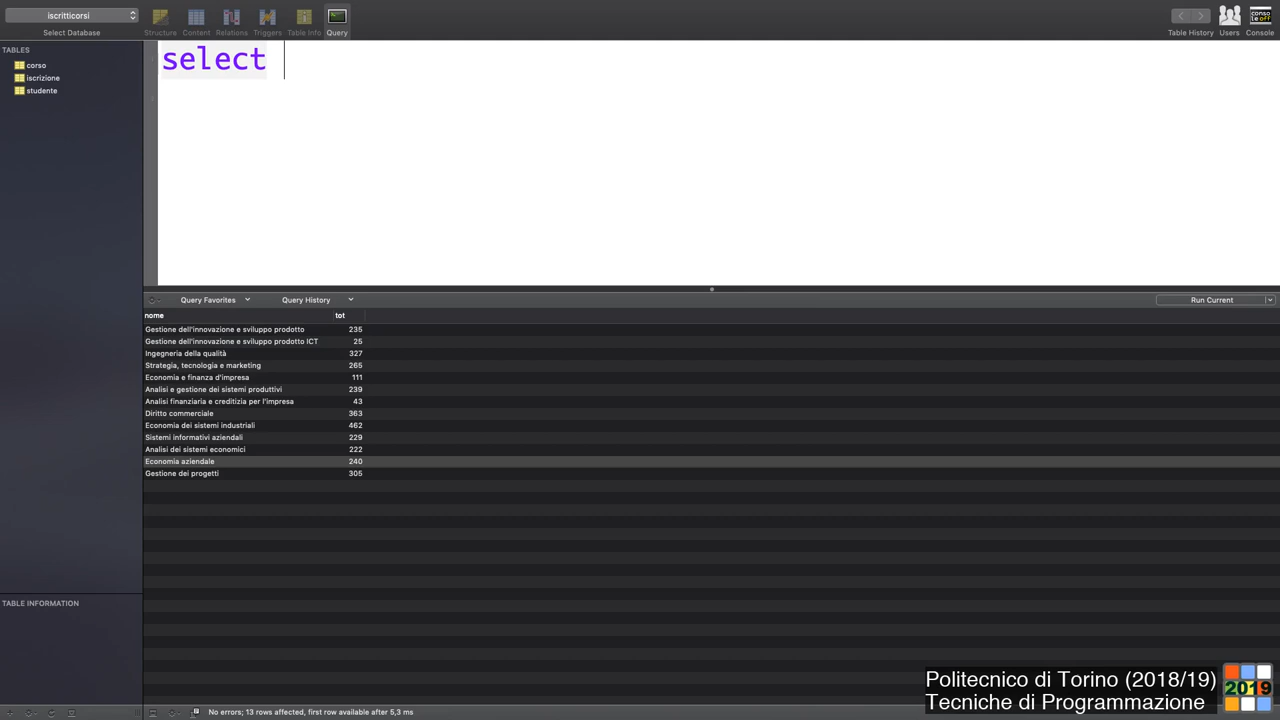 iscritticorsi
Select Database
Structure
Content
Relations
Triggers
Table Info
Query
Table History
Users
conso
le off
Console
TABLES
corso
iscrizione
studente
select
Query Favorites
Query History
Run Current
nome tot
Gestione dell'innovazione e sviluppo prodotto 235
Gestione dell'innovazione e sviluppo prodotto ICT 25
Ingegneria della qualità 327
Strategia, tecnologia e marketing 265
Economia e finanza d'impresa 111
Analisi e gestione dei sistemi produttivi 239
Analisi finanziaria e creditizia per l'impresa 43
Diritto commerciale 363
Economia dei sistemi industriali 462
Sistemi informativi aziendali 229
Analisi dei sistemi economici 222
Economia aziendale 240
Gestione dei progetti 305
TABLE INFORMATION
No errors; 13 rows affected, first row available after 5,3 ms
Politecnico di Torino (2018/19)
Tecniche di Programmazione
2019